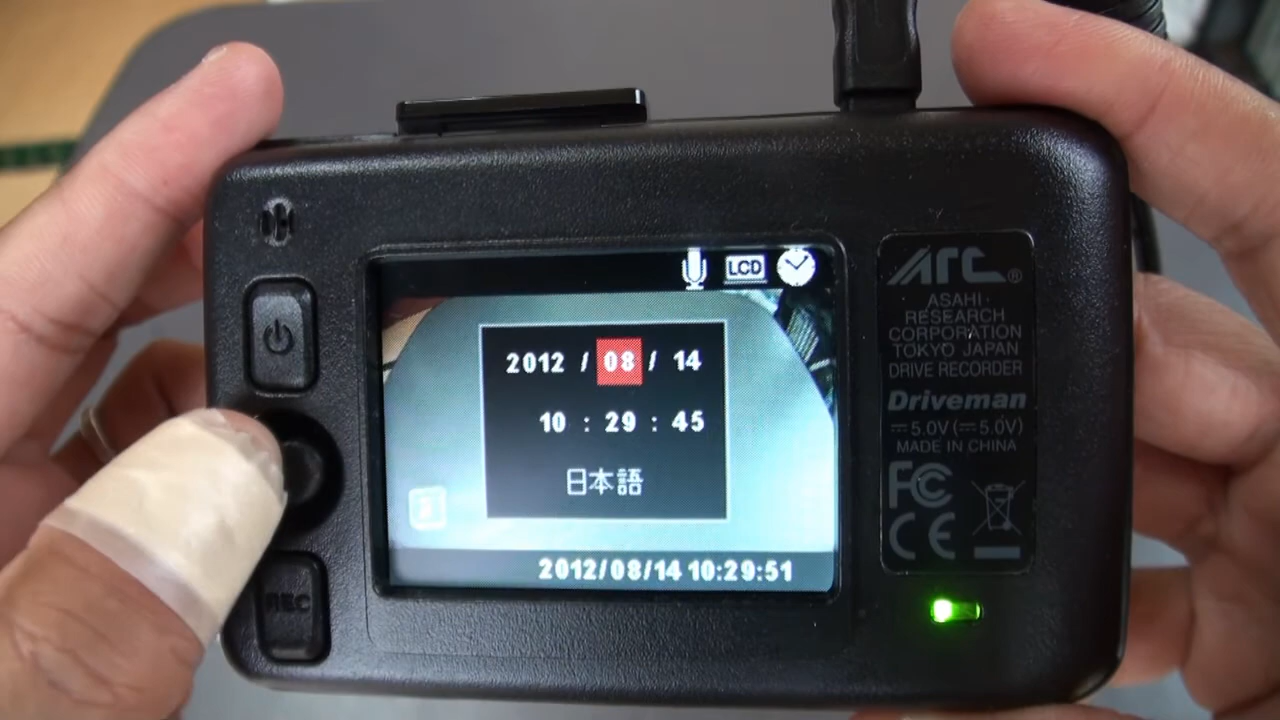 LCD
2012 / 08 / 14
10 : 29 : 45
日本語
2012/08/14 10:29:51
REC
ARC®
ASAHI
RESEARCH
CORPORATION
TOKYO JAPAN
DRIVE RECORDER
Driveman
⎓5.0V(⎓5.0V)
MADE IN CHINA
FC
CE